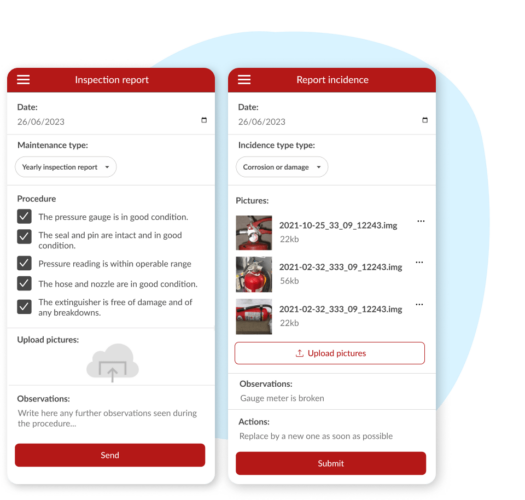 Inspection report
Date:
26/06/2023
Maintenance type:
Yearly inspection report
Procedure
The pressure gauge is in good condition.
The seal and pin are intact and in good
condition.
Pressure reading is within operable range
The hose and nozzle are in good condition.
The extinguisher is free of damage and of
any breakdowns.
Upload pictures:
Observations:
Write here any further observations seen during
the procedure...
Send
Report incidence
Date:
26/06/2023
Incidence type type:
Corrosion or damage
Pictures:
2021-10-25_33_09_12243.img
22kb
2021-02-32_333_09_12243.img
56kb
2021-02-32_333_09_12243.img
22kb
Upload pictures
Observations:
Gauge meter is broken
Actions:
Replace by a new one as soon as possible
Submit